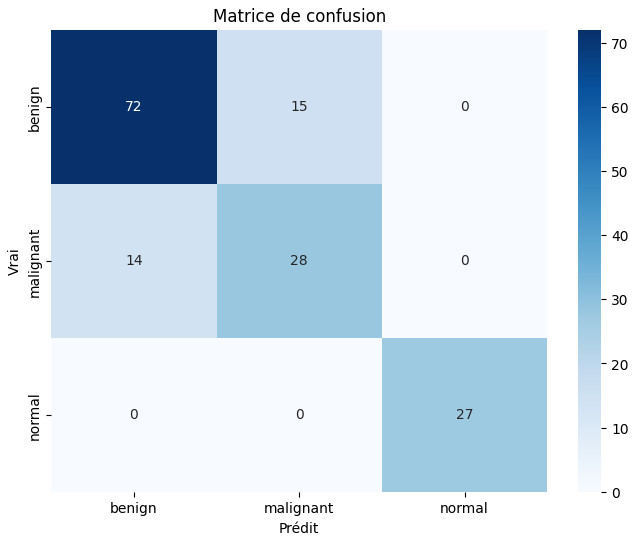 Matrice de confusion
benign
72
15
0
malignant
14
28
0
normal
0
0
27
Vrai
benign
malignant
normal
Prédit
70
60
50
40
30
20
10
0